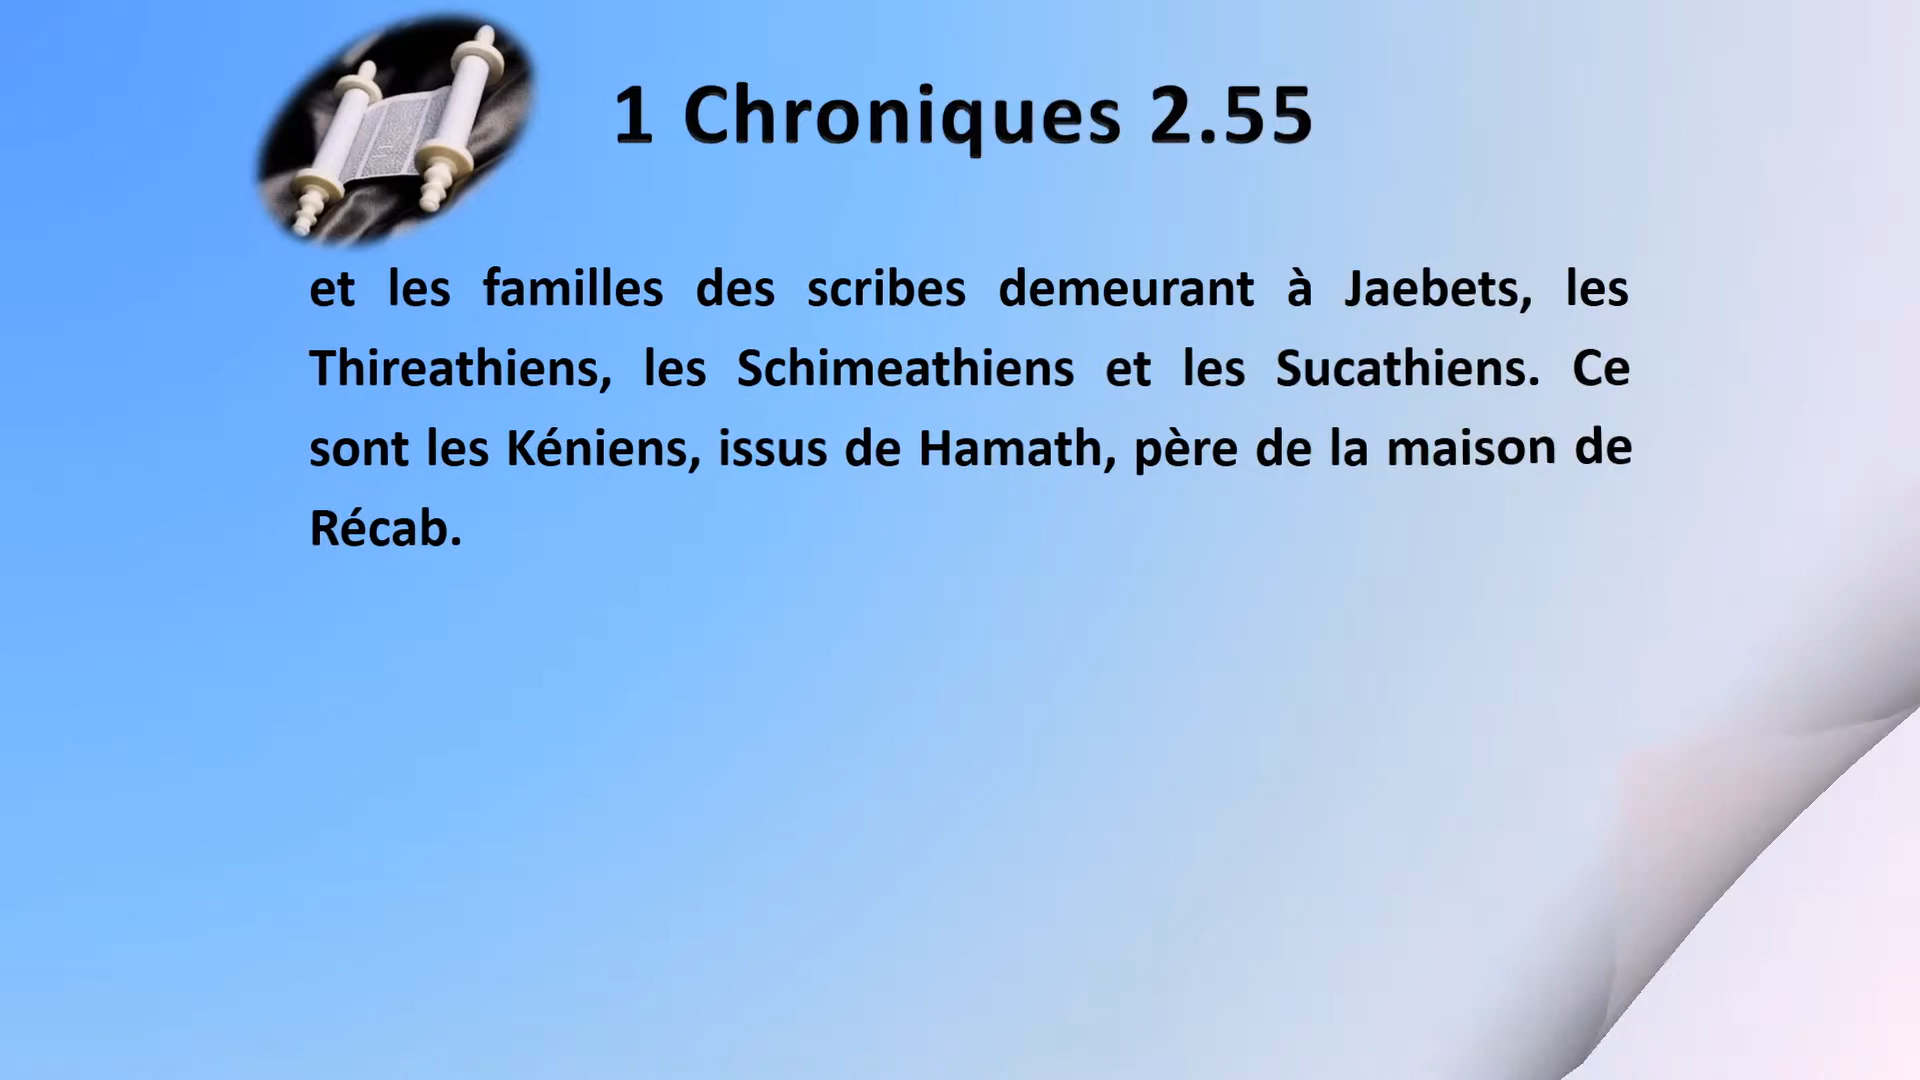 1 Chroniques 2.55
et les familles des scribes demeurant à Jaebets, les
Thireathiens, les Schimeathiens et les Sucathiens. Ce
sont les Kéniens, issus de Hamath, père de la maison de
Récab.